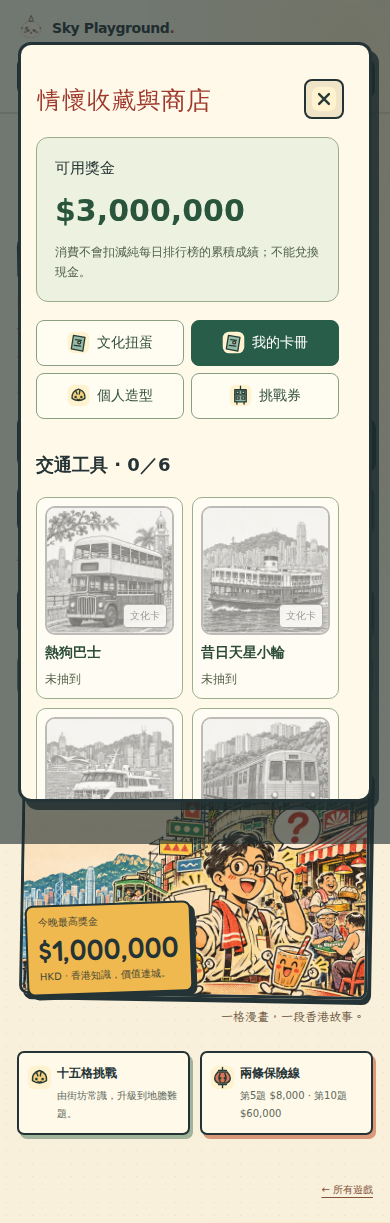 Sky Playground.
情懷收藏與商店
可用獎金
$3,000,000
消費不會扣減純每日排行榜的累積成績；不能兌換
現金。
文化扭蛋
我的卡冊
個人造型
挑戰券
交通工具 · 0／6
文化卡
文化卡
熱狗巴士
昔日天星小輪
未抽到
未抽到
?
今晚最高獎金
$1,000,000
HKD · 香港知識，價值連城。
一格漫畫，一段香港故事。
十五格挑戰
由街坊常識，升級到地膽難
題。
兩條保險線
第5題 $8,000 · 第10題
$60,000
← 所有遊戲